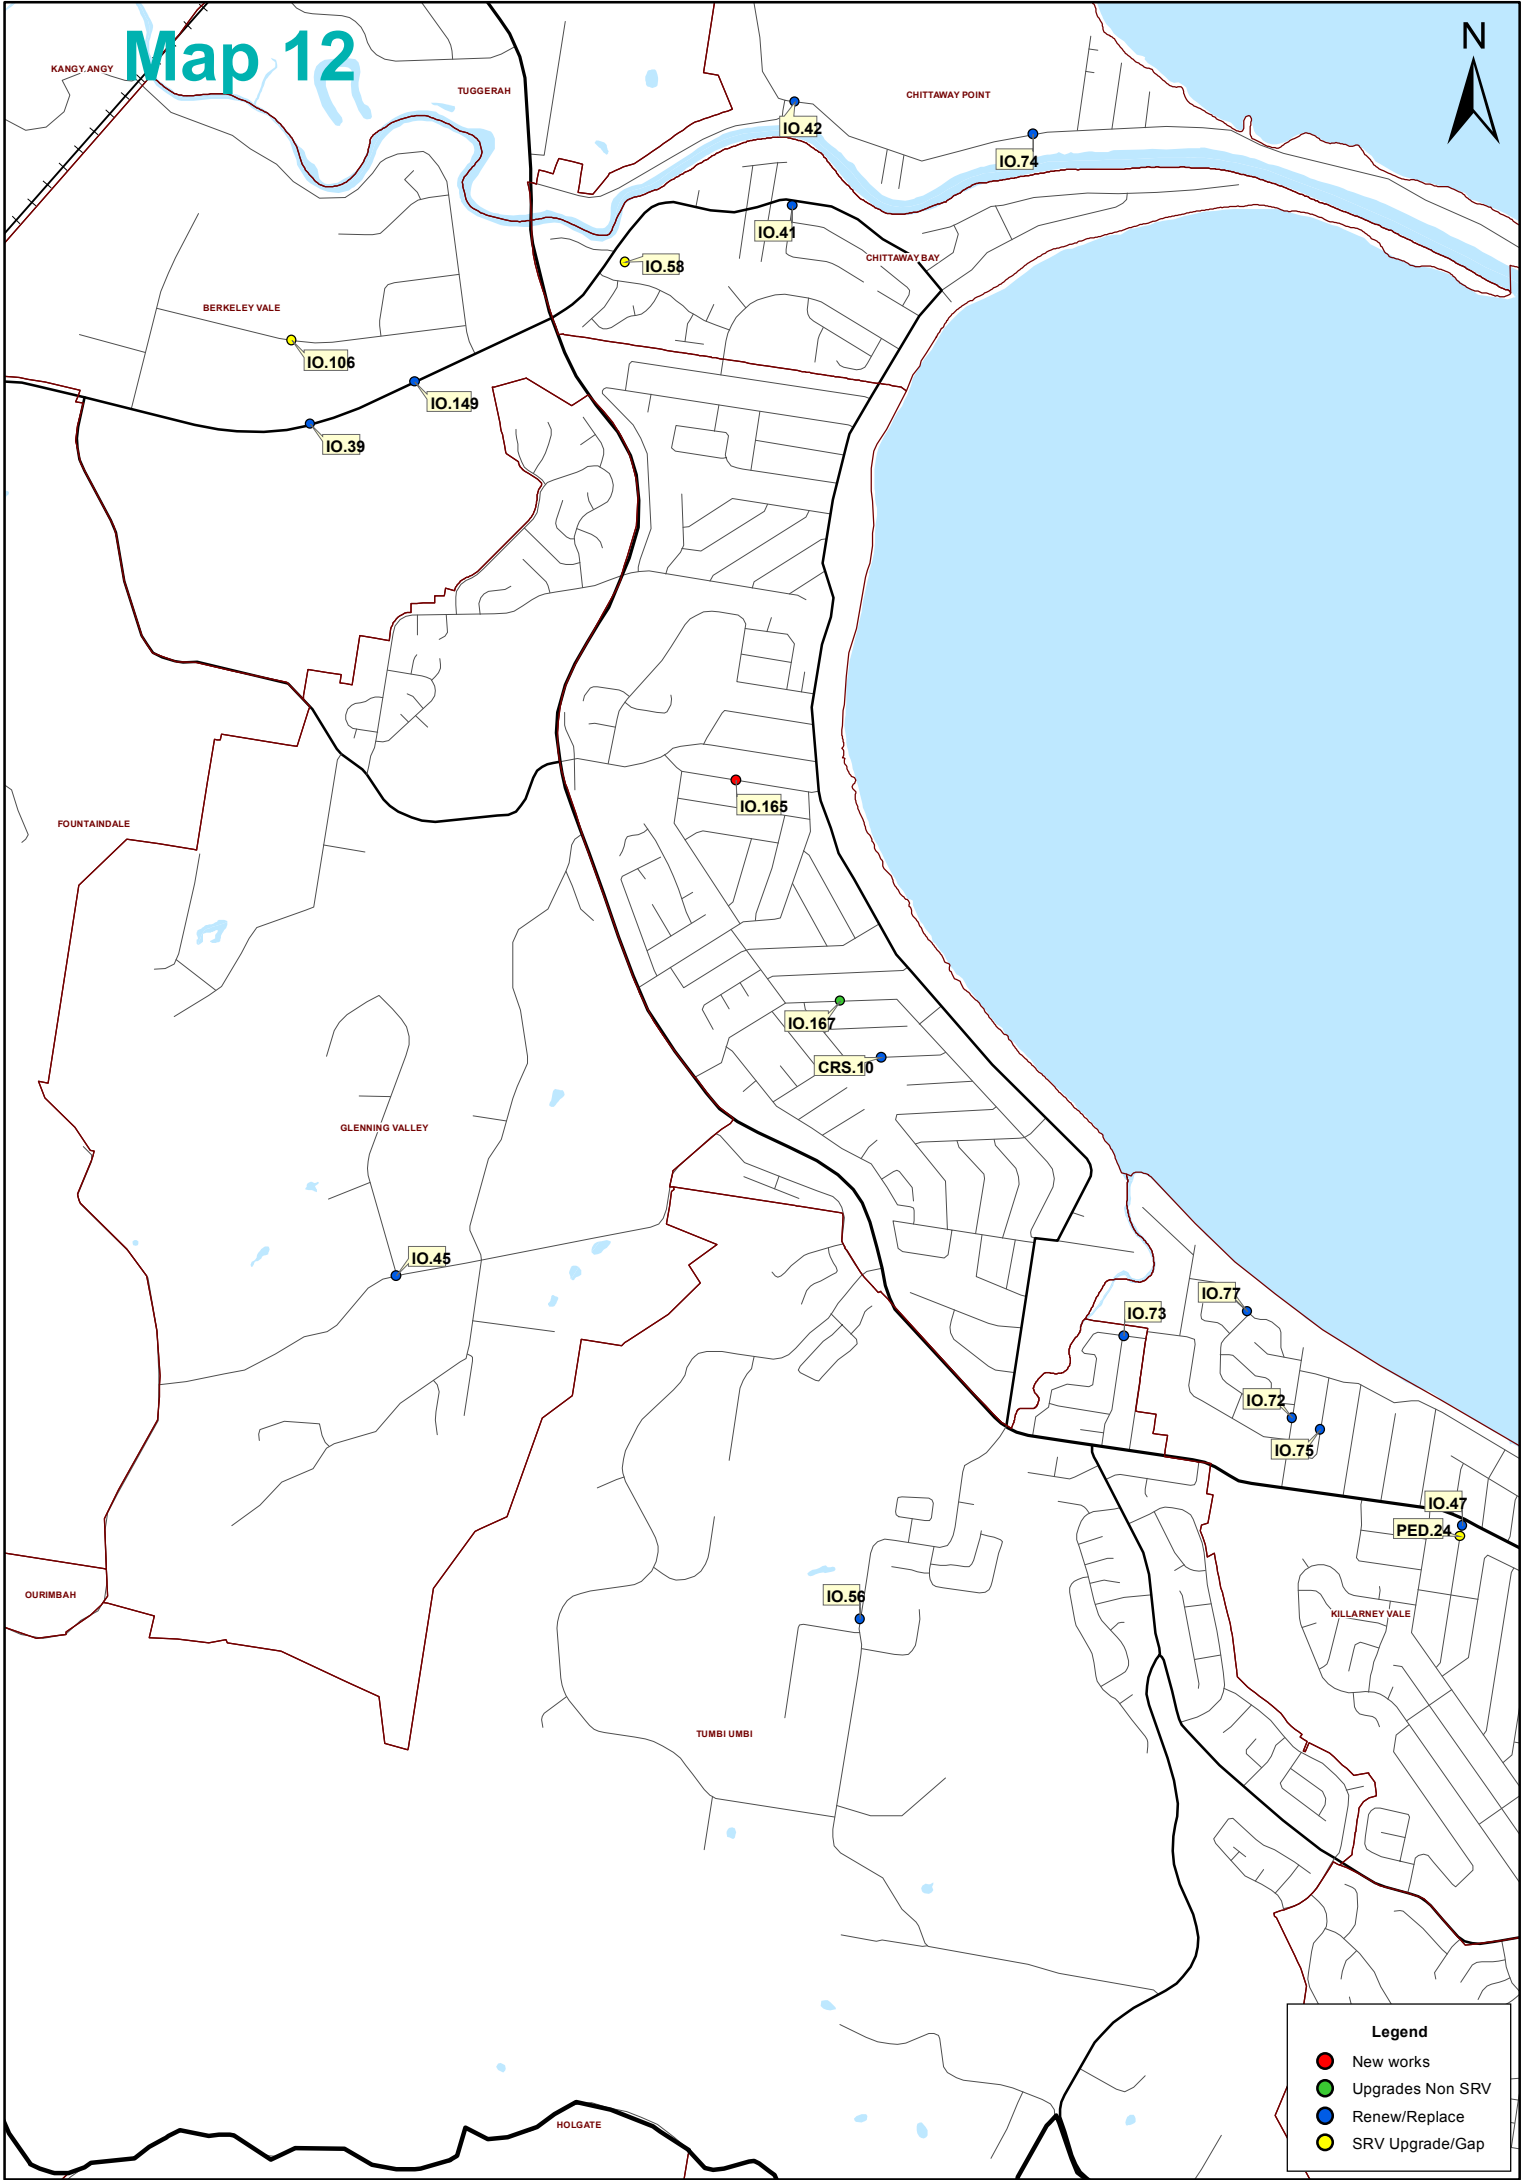 Map 12
N
KANGY ANGY
TUGGERAH
CHITTAWAY POINT
IO.42
IO.74
IO.41
CHITTAWAY BAY
IO.58
BERKELEY VALE
IO.106
IO.149
IO.39
IO.165
FOUNTAINDALE
IO.167
CRS.10
GLENNING VALLEY
IO.45
IO.77
IO.73
IO.72
IO.75
IO.47
PED.24
OURIMBAH
IO.56
KILLARNEY VALE
TUMBI UMBI
HOLGATE
Legend
New works
Upgrades Non SRV
Renew/Replace
SRV Upgrade/Gap